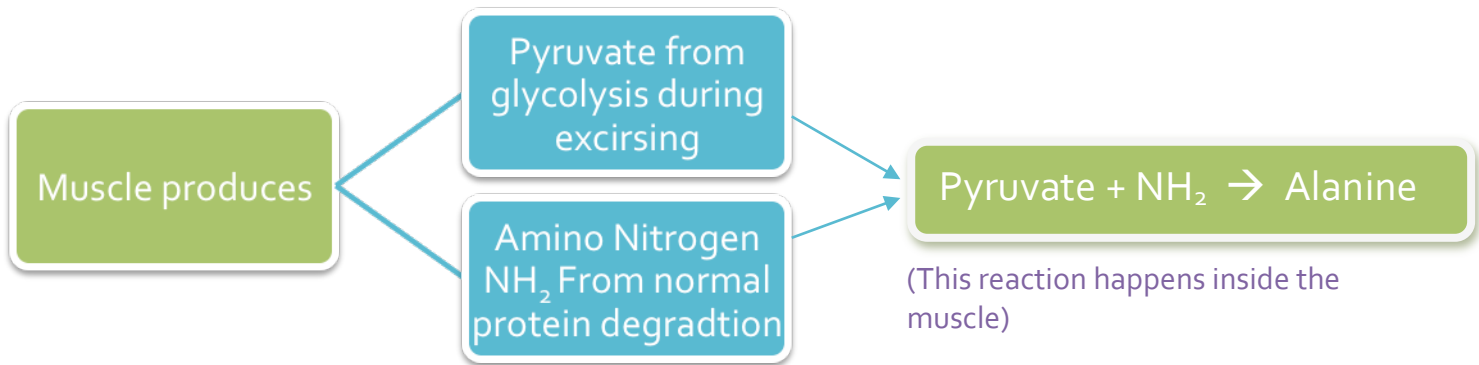 Muscle produces
Pyruvate from
glycolysis during
excirsing
Amino Nitrogen
NH₂ From normal
protein degradtion
Pyruvate + NH₂ → Alanine
(This reaction happens inside the
muscle)